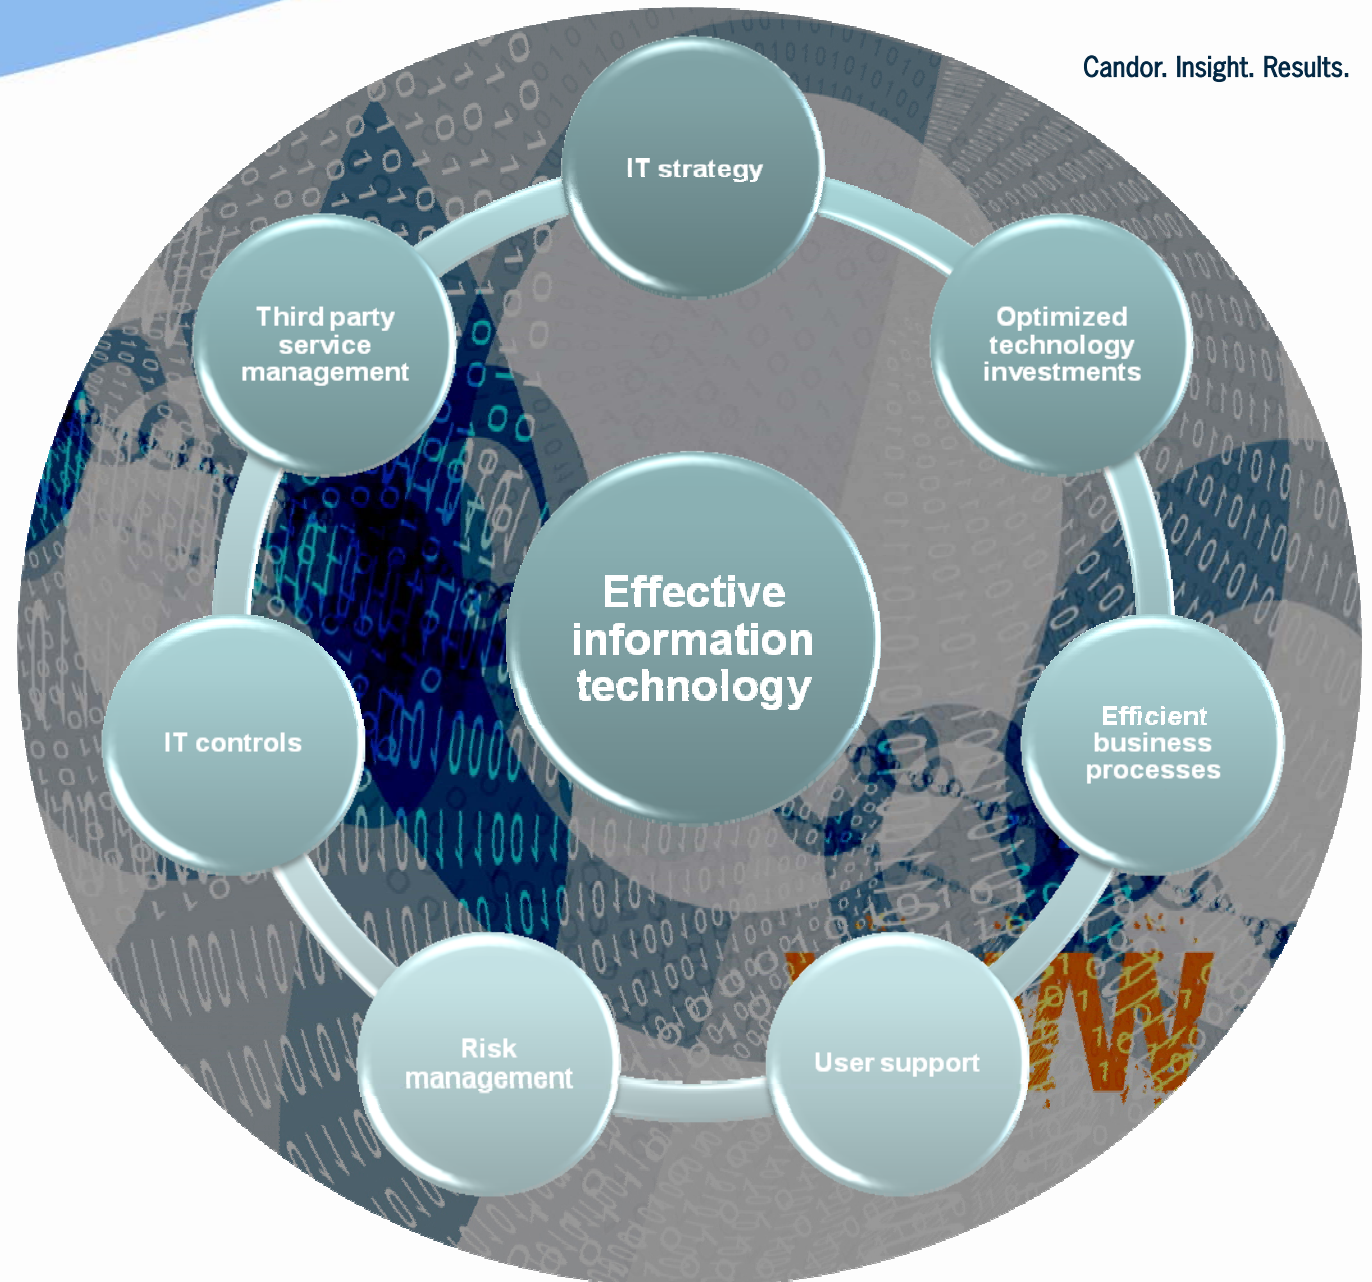 Candor. Insight. Results.
IT strategy
Optimized
technology
investments
Efficient
business
processes
User support
Risk
management
IT controls
Third party
service
management
Effective
information
technology